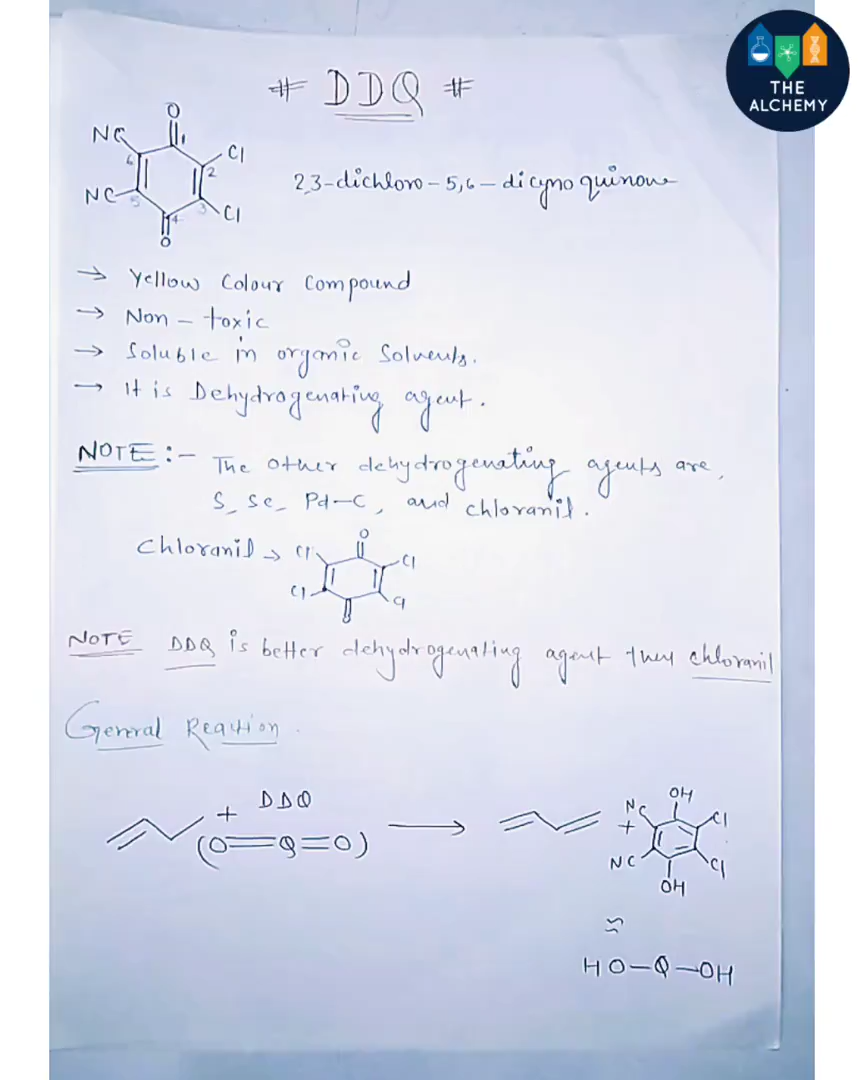 THE
ALCHEMY
# DDQ #
O
NC
1
Cl
6
2
2,3-dichloro-5,6-dicyno quinone
NC
5
4
3
Cl
O
→ Yellow Colour Compound
→ Non-toxic
→ Soluble in organic Solvents.
→ It is Dehydrogenating agent.
NOTE:- The other dehydrogenating agents are,
S, Se, Pd-C, and chloranil.
Chloranil →
O
Cl
Cl
Cl
Cl
O
NOTE DDQ is better dehydrogenating agent then chloranil
General Reaction.
+ DDQ
(O=Q=O)
→
+
OH
NC
Cl
NC
Cl
OH
≈
HO-Q-OH